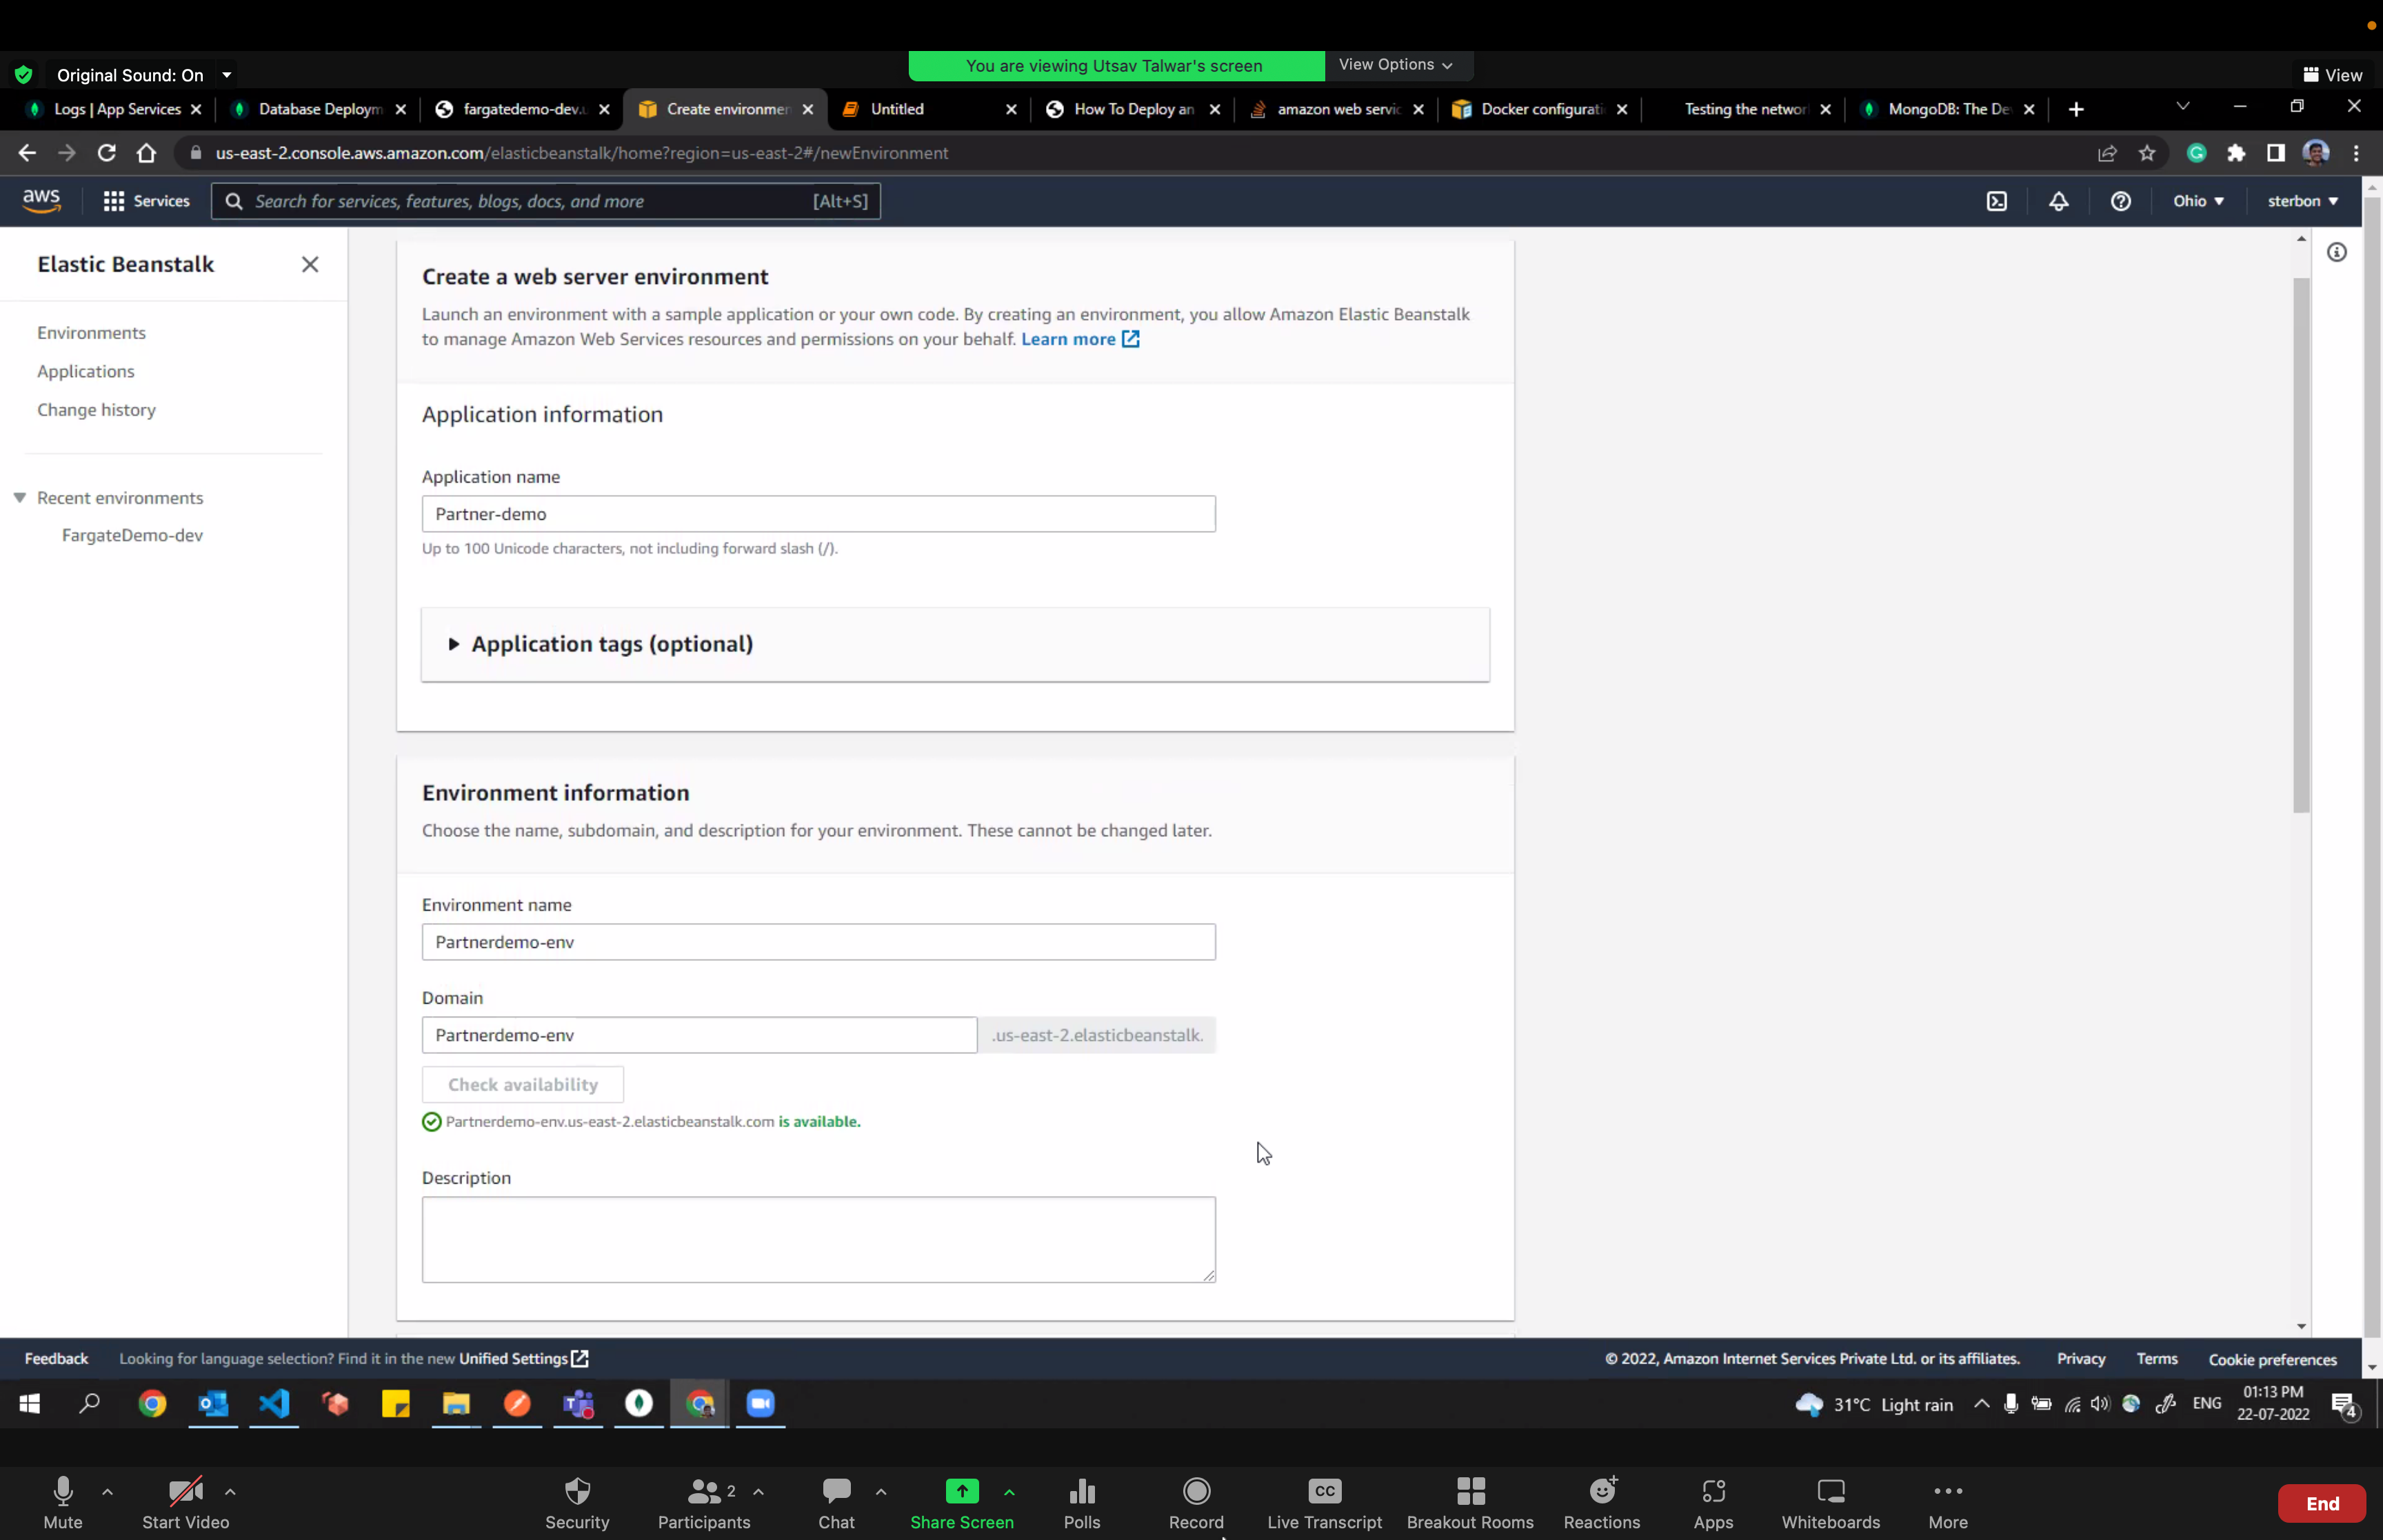 You are viewing Utsav Talwar's screen
View Options
Original Sound: On
View
Logs | App Services
Database Deploym
fargatedemo-dev.u
Create environmen
Untitled
How To Deploy an
amazon web servic
Docker configurati
Testing the networ
MongoDB: The De
us-east-2.console.aws.amazon.com/elasticbeanstalk/home?region=us-east-2#/newEnvironment
aws
Services
Search for services, features, blogs, docs, and more
[Alt+S]
Ohio
sterbon
Elastic Beanstalk
Environments
Applications
Change history
Recent environments
FargateDemo-dev
Create a web server environment
Launch an environment with a sample application or your own code. By creating an environment, you allow Amazon Elastic Beanstalk
to manage Amazon Web Services resources and permissions on your behalf. Learn more
Application information
Application name
Partner-demo
Up to 100 Unicode characters, not including forward slash (/).
Application tags (optional)
Environment information
Choose the name, subdomain, and description for your environment. These cannot be changed later.
Environment name
Partnerdemo-env
Domain
Partnerdemo-env
.us-east-2.elasticbeanstalk.
Check availability
Partnerdemo-env.us-east-2.elasticbeanstalk.com is available.
Description
Feedback
Looking for language selection? Find it in the new Unified Settings
© 2022, Amazon Internet Services Private Ltd. or its affiliates.
Privacy
Terms
Cookie preferences
31°C Light rain
ENG
01:13 PM
22-07-2022
4
Mute
Start Video
Security
2
Participants
Chat
Share Screen
Polls
Record
CC
Live Transcript
Breakout Rooms
Reactions
Apps
Whiteboards
More
End